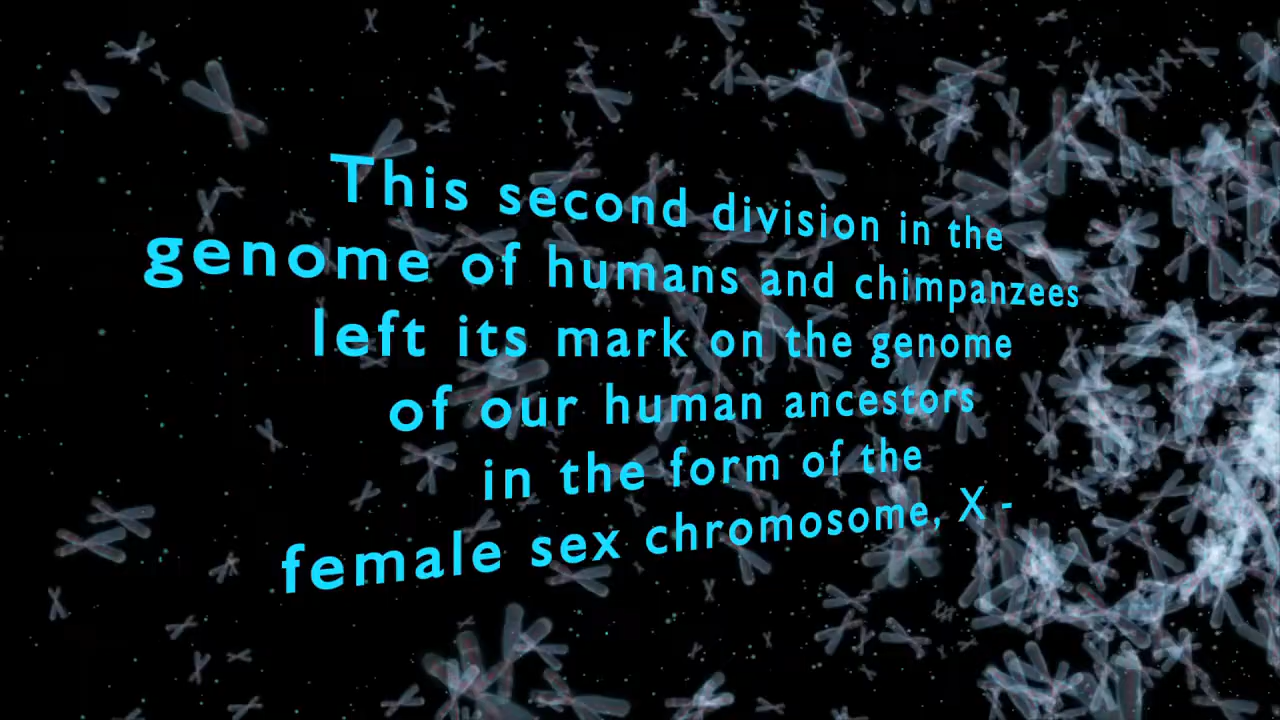 This second division in the
genome of humans and chimpanzees
left its mark on the genome
of our human ancestors
in the form of the
female sex chromosome, X -